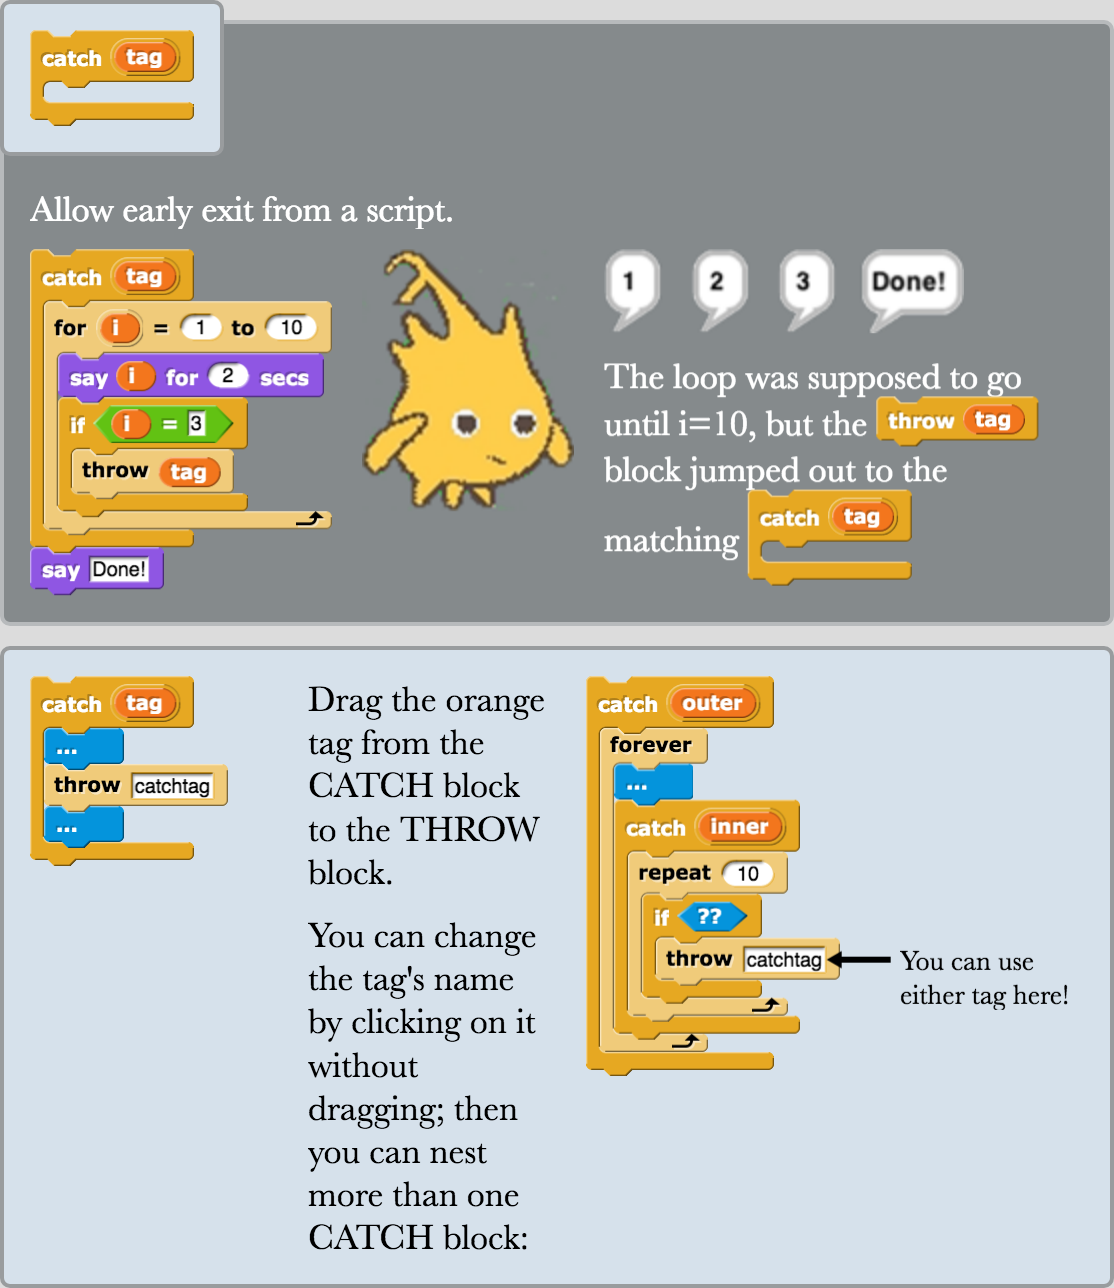 catch tag
Allow early exit from a script.
catch tag
for i = 1 to 10
say i for 2 secs
if i = 3
throw tag
say Done!
1 2 3 Done!
The loop was supposed to go
until i=10, but the throw tag
block jumped out to the
matching catch tag
catch tag
...
throw catchtag
...
Drag the orange
tag from the
CATCH block
to the THROW
block.
You can change
the tag's name
by clicking on it
without
dragging; then
you can nest
more than one
CATCH block:
catch outer
forever
...
catch inner
repeat 10
if ??
throw catchtag
You can use
either tag here!